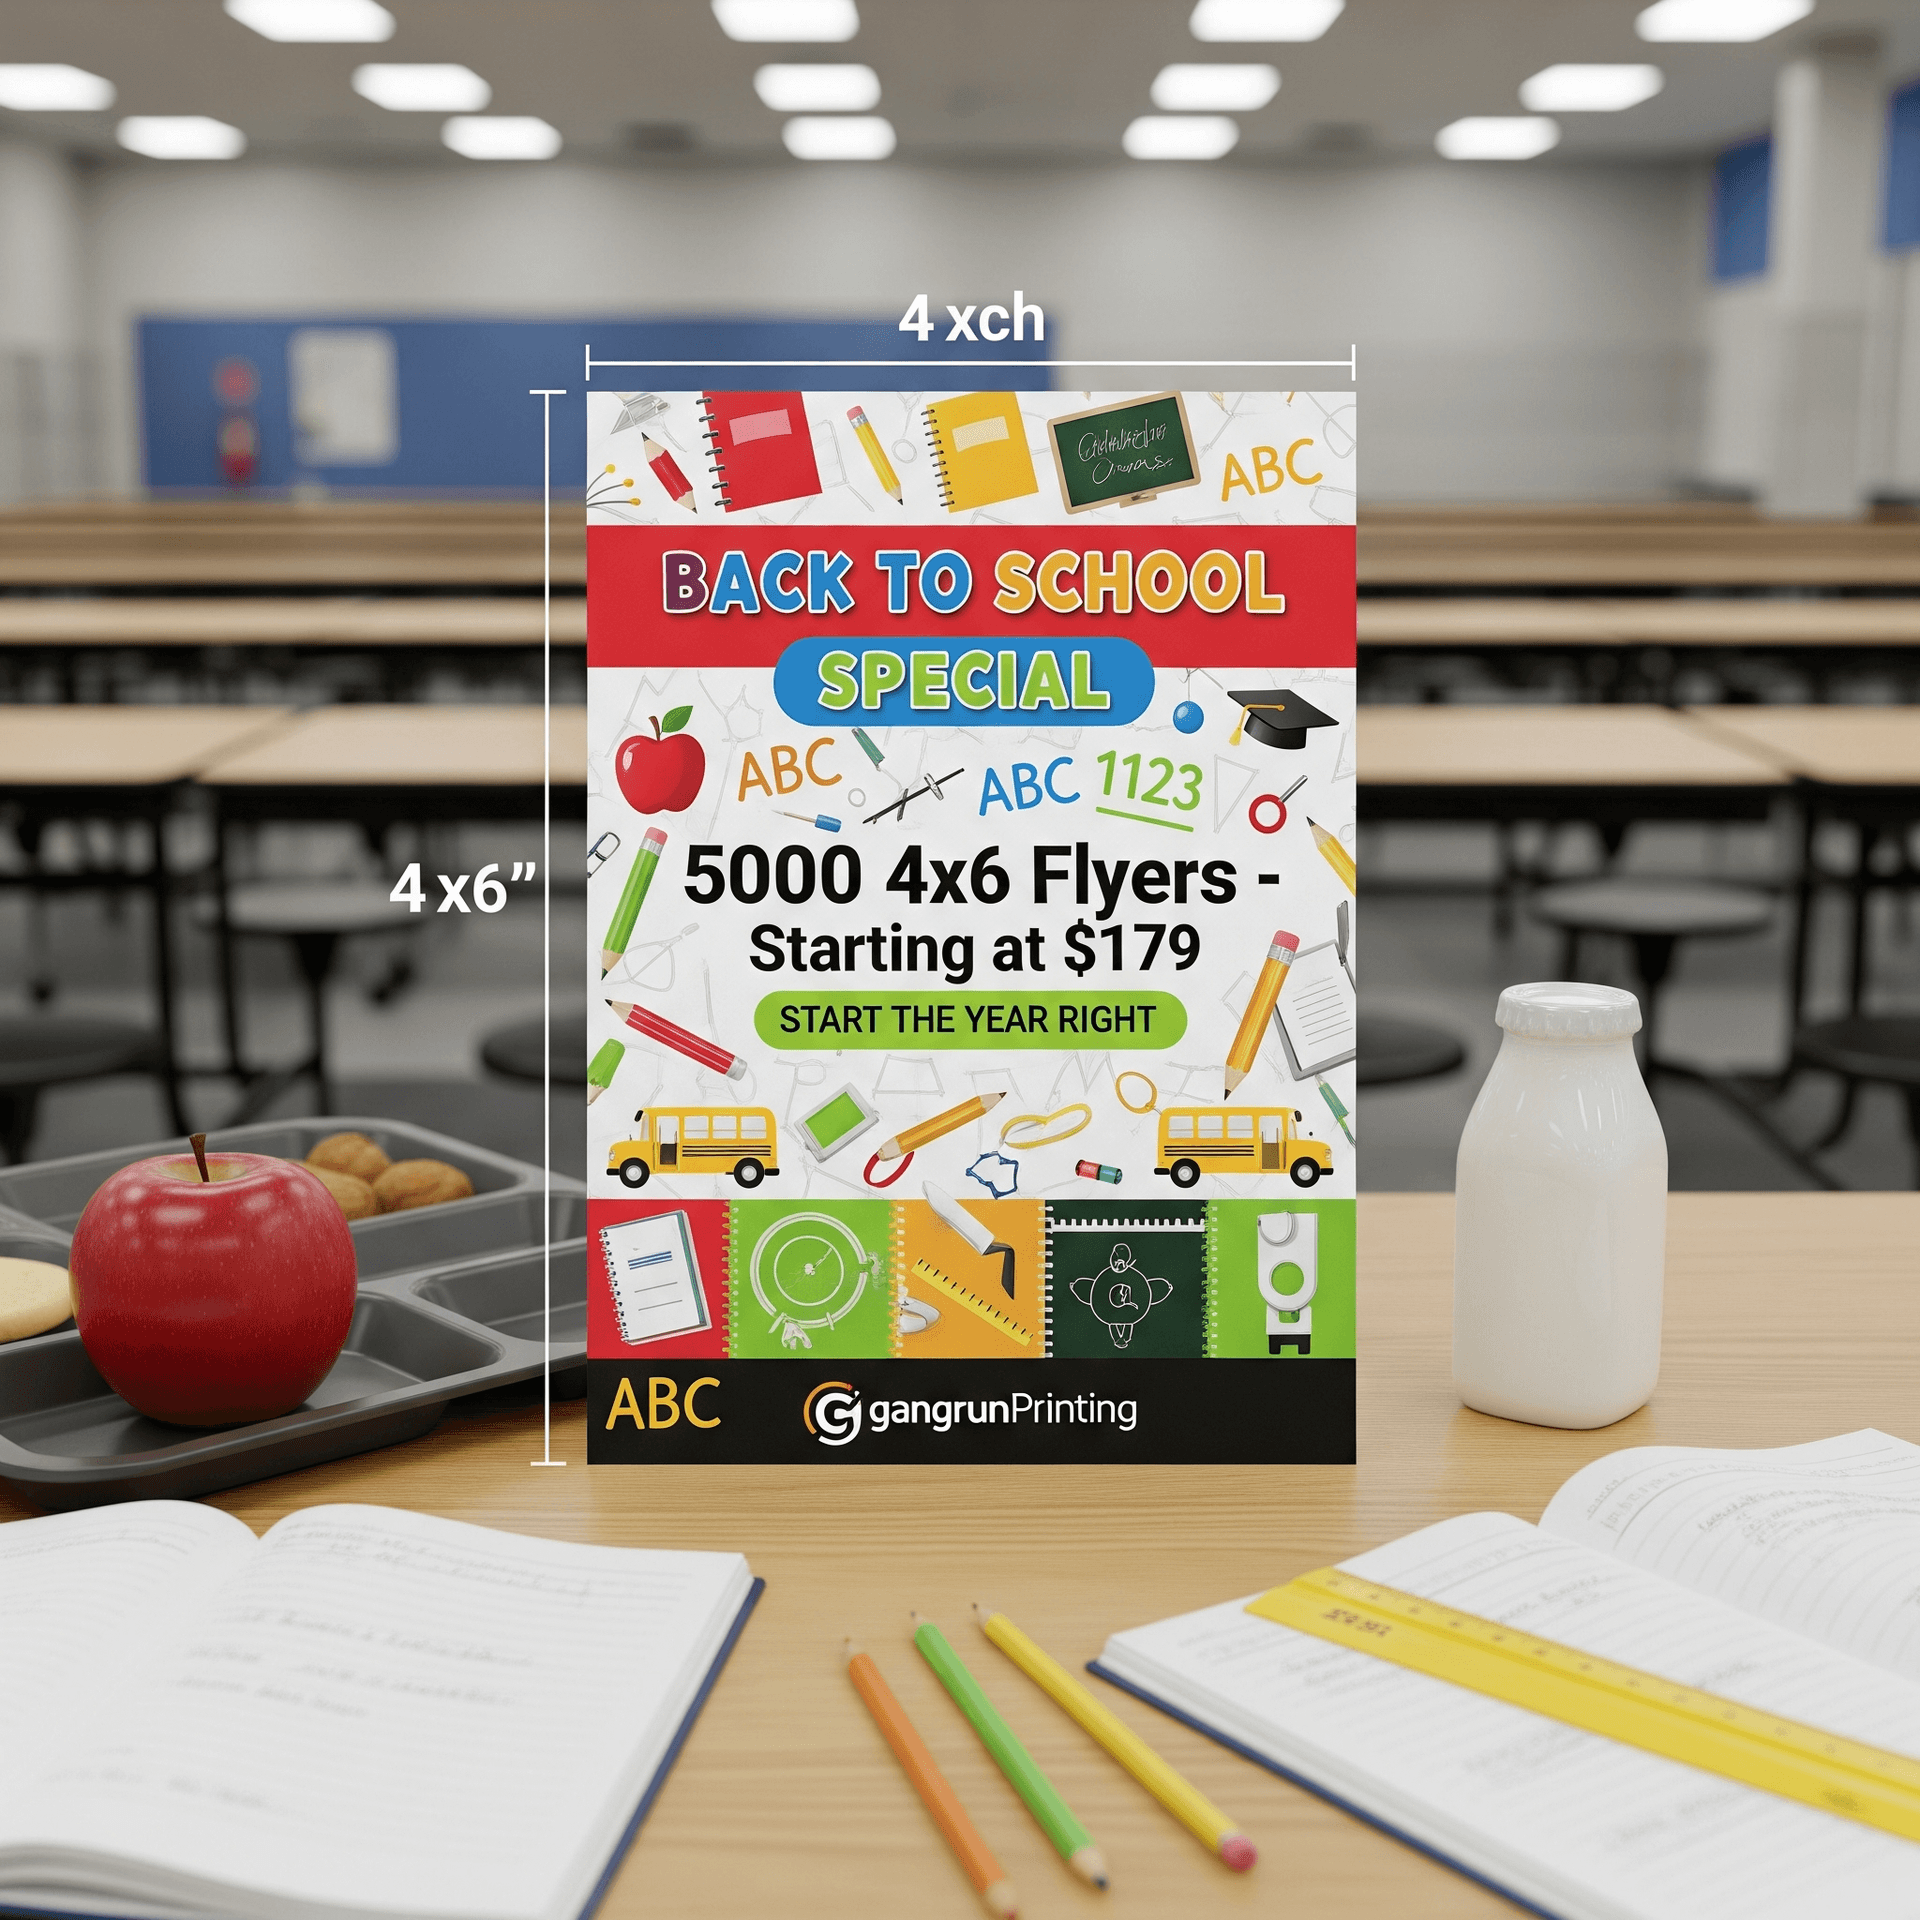 4 xch
4 x6”
ABC
BACK TO SCHOOL
SPECIAL
ABC
ABC 1123
5000 4x6 Flyers -
Starting at $179
START THE YEAR RIGHT
ABC
gangrunPrinting